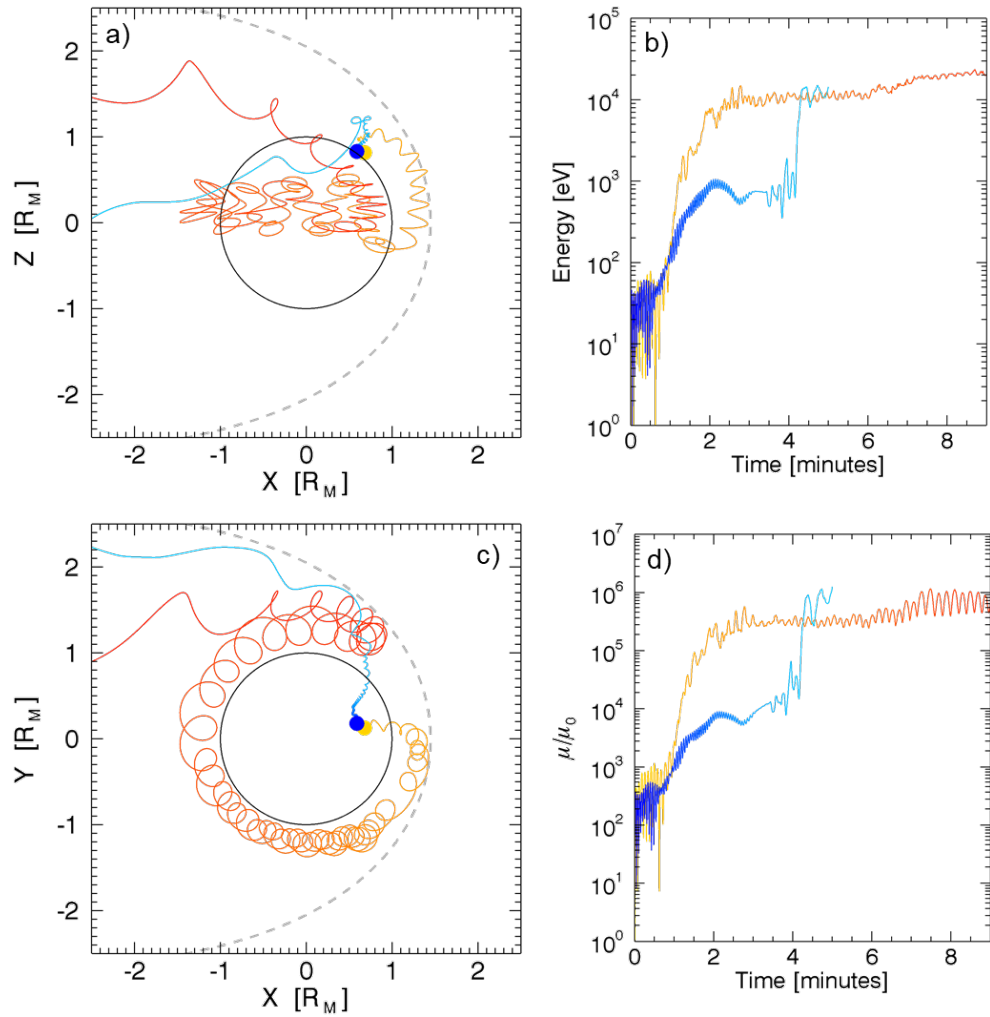 a)
2
1
0
-1
-2
Z [R_M]
-2 -1 0 1 2
X [R_M]
b)
10^5
10^4
10^3
10^2
10^1
10^0
Energy [eV]
0 2 4 6 8
Time [minutes]
c)
2
1
0
-1
-2
Y [R_M]
-2 -1 0 1 2
X [R_M]
d)
10^7
10^6
10^5
10^4
10^3
10^2
10^1
10^0
μ/μ_0
0 2 4 6 8
Time [minutes]